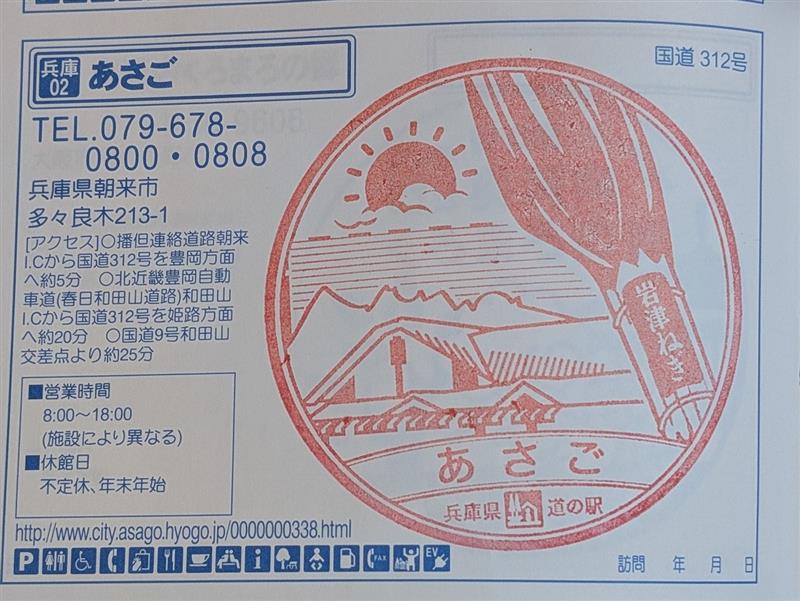 兵庫
02
あさご
国道 312号
TEL.079-678-
0800・0808
兵庫県朝来市
多々良木213-1
[アクセス]○播但連絡道路朝来
I.Cから国道312号を豊岡方面
へ約5分　○北近畿豊岡自動
車道(春日和田山道路)和田山
I.Cから国道312号を姫路方面
へ約20分　○国道9号和田山
交差点より約25分
■営業時間
8:00〜18:00
(施設により異なる)
■休館日
不定休、年末年始
http://www.city.asago.hyogo.jp/0000000338.html
P
i
FAX
EV
岩津ねぎ
あさご
兵庫県 道の駅
訪問　年　月　日